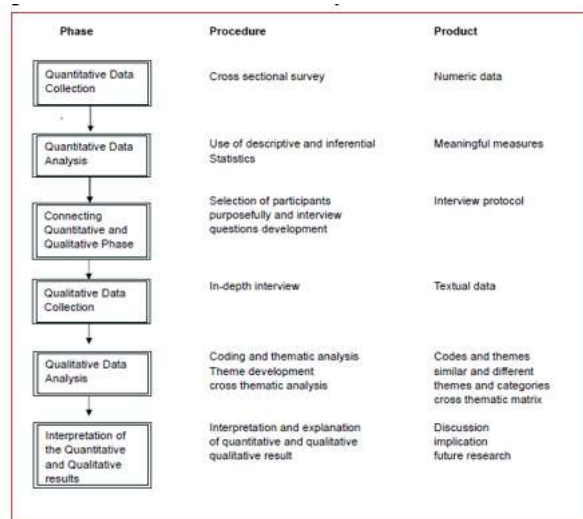 Phase Procedure Product
Quantitative Data
Collection
Cross sectional survey
Numeric data
Quantitative Data
Analysis
Use of descriptive and inferential
Statistics
Meaningful measures
Connecting
Quantitative and
Qualitative Phase
Selection of participants
purposefully and interview
questions development
Interview protocol
Qualitative Data
Collection
In-depth interview
Textual data
Qualitative Data
Analysis
Coding and thematic analysis
Theme development
cross thematic analysis
Codes and themes
similar and different
themes and categories
cross thematic matrix
Interpretation of
the Quantitative
and Qualitative
results
Interpretation and explanation
of quantitative and qualitative
qualitative result
Discussion
implication
future research